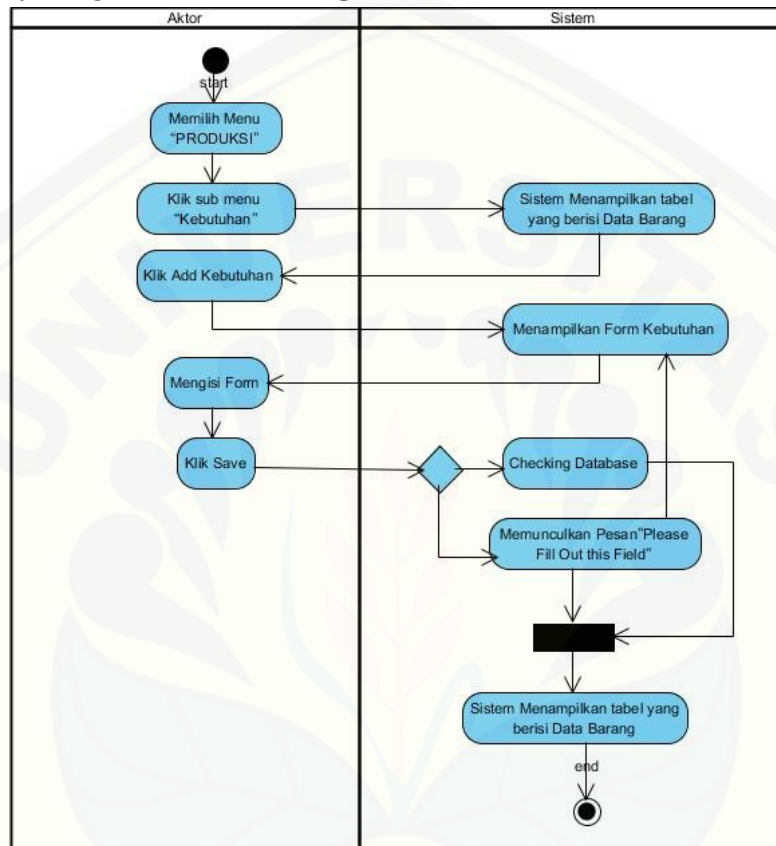 Aktor
Sistem
start
Memilih Menu
"PRODUKSI"
Klik sub menu
"Kebutuhan"
Sistem Menampilkan tabel
yang berisi Data Barang
Klik Add Kebutuhan
Menampilkan Form Kebutuhan
Mengisi Form
Klik Save
Checking Database
Memunculkan Pesan"Please
Fill Out this Field"
Sistem Menampilkan tabel yang
berisi Data Barang
end
UNIVERSITAS